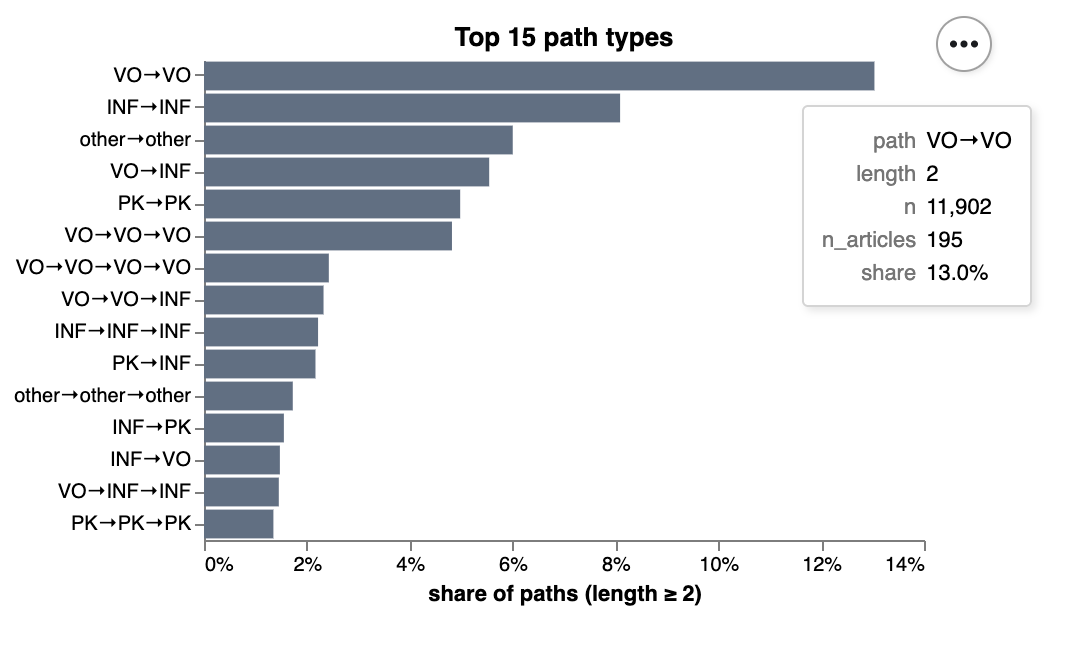 Top 15 path types
VO→VO
INF→INF
other→other
VO→INF
PK→PK
VO→VO→VO
VO→VO→VO→VO
VO→VO→INF
INF→INF→INF
PK→INF
other→other→other
INF→PK
INF→VO
VO→INF→INF
PK→PK→PK
0% 2% 4% 6% 8% 10% 12% 14%
share of paths (length ≥ 2)
path VO→VO
length 2
n 11,902
n_articles 195
share 13.0%